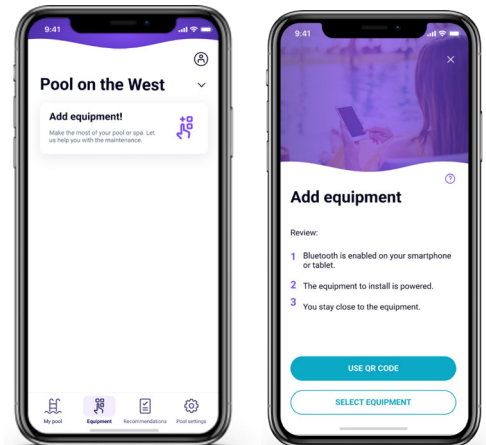 9:41
Pool on the West
Add equipment!
Make the most of your pool or spa. Let
us help you with the mainterrance.
My pool
Equipment
Recommendations
Pool settings
9:41
Add equipment
Review:
1 Bluetooth is enabled on your smartphone
or tablet.
2 The equipment to install is powered.
3 You stay close to the equipment.
USE QR CODE
SELECT EQUIPMENT